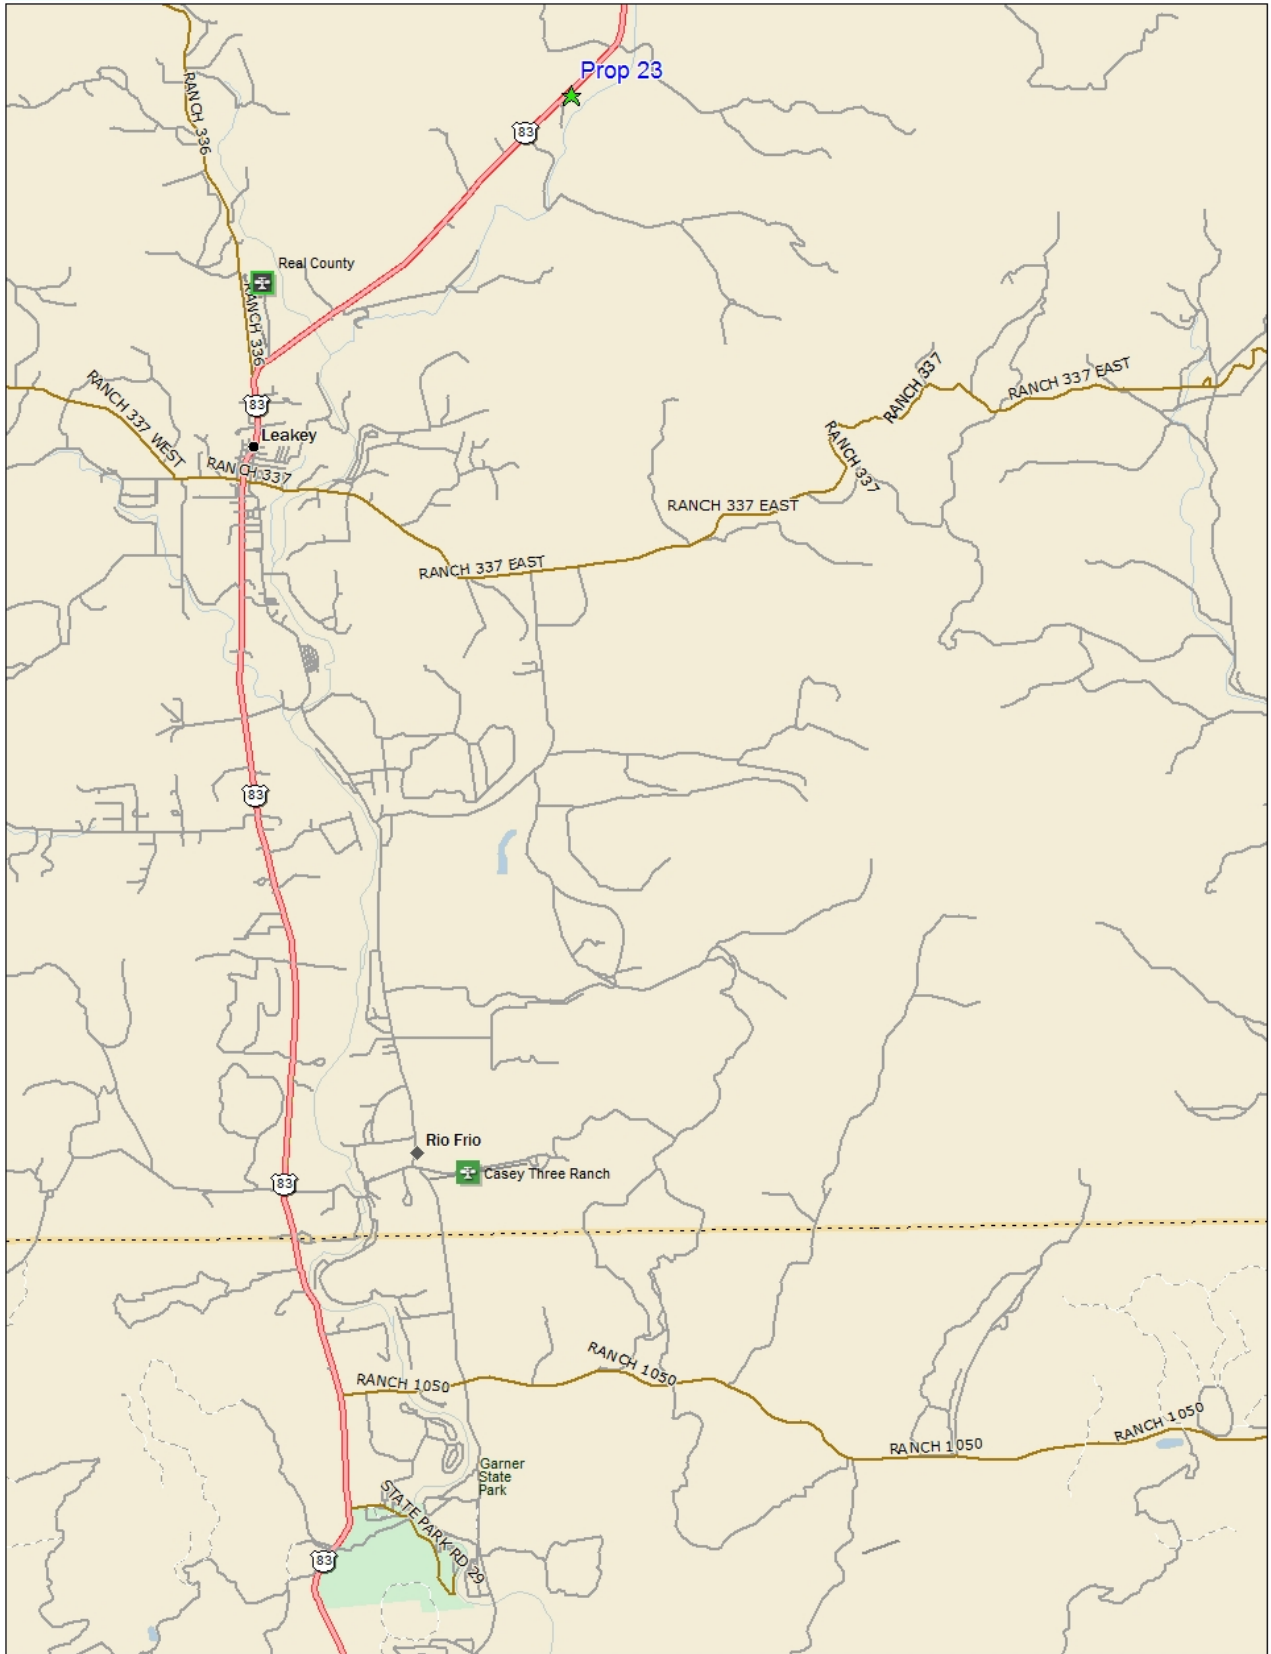 Prop 23
83
RANCH 336
Real County
RANCH 336
RANCH 337
RANCH 337 EAST
RANCH 337 WEST
83
Leakey
RANCH 337
RANCH 337
RANCH 337 EAST
RANCH 337 EAST
83
Rio Frio
Casey Three Ranch
83
RANCH 1050
RANCH 1050
RANCH 1050
RANCH 1050
Garner
State
Park
STATE PARK RD 29
83